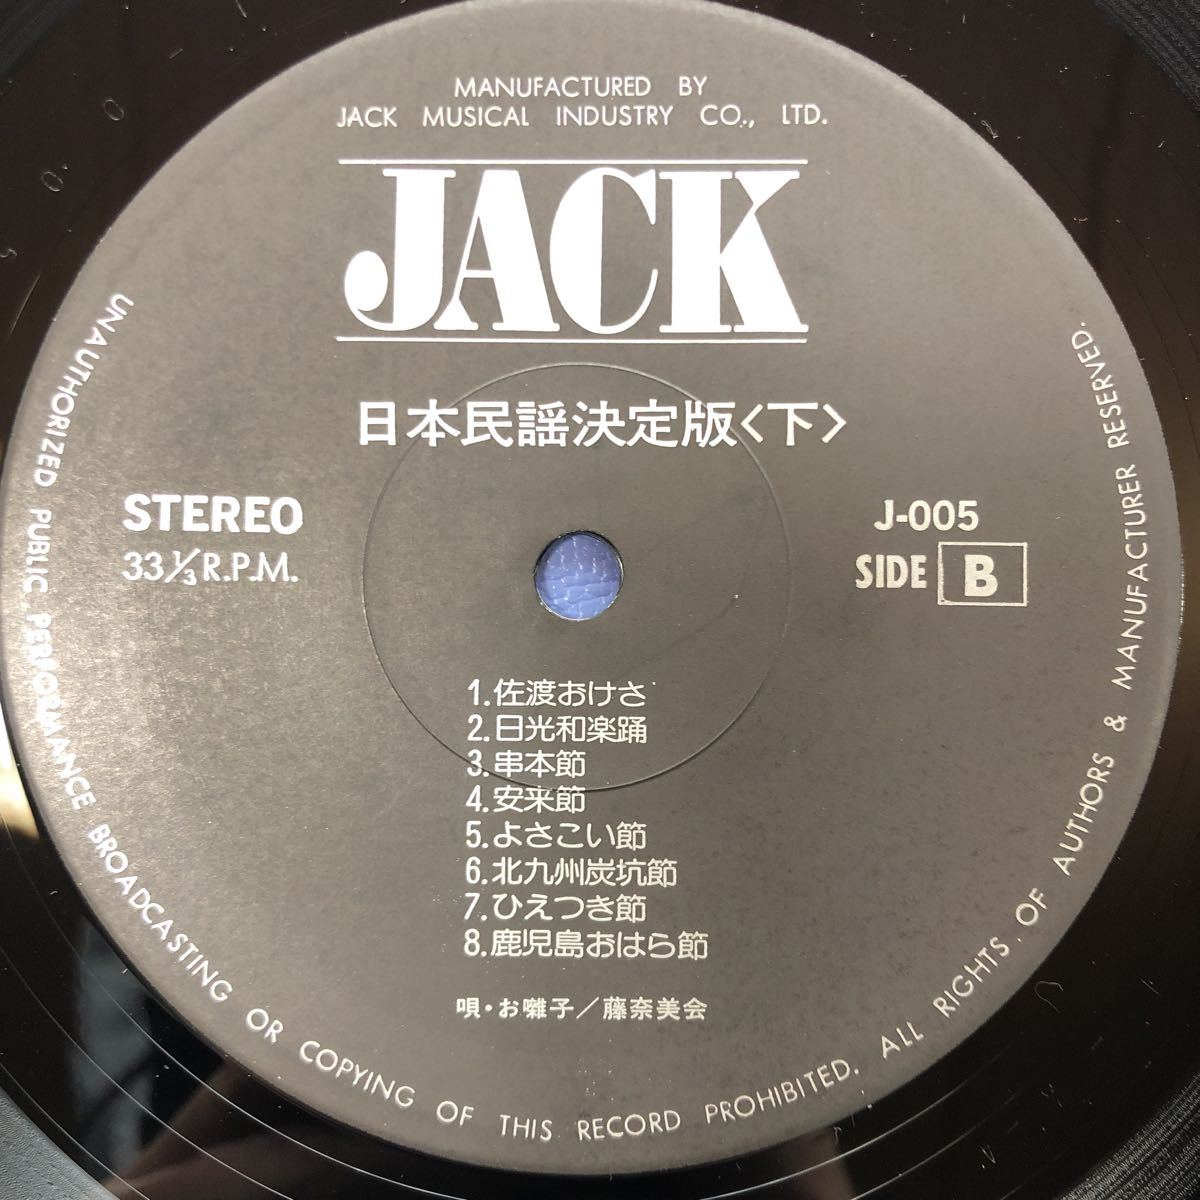 MANUFACTURED BY
JACK MUSICAL INDUSTRY CO., LTD.
JACK
日本民謡決定版〈下〉
STEREO
33⅓ R.P.M.
J-005
SIDE B
1.佐渡おけさ
2.日光和楽踊
3.串本節
4.安来節
5.よさこい節
6.北九州炭坑節
7.ひえつき節
8.鹿児島おはら節
唄・お囃子／藤奈美会
UNAUTHORIZED PUBLIC PERFORMANCE BROADCASTING OR COPYING OF THIS RECORD PROHIBITED. ALL RIGHTS OF AUTHORS & MANUFACTURER RESERVED.